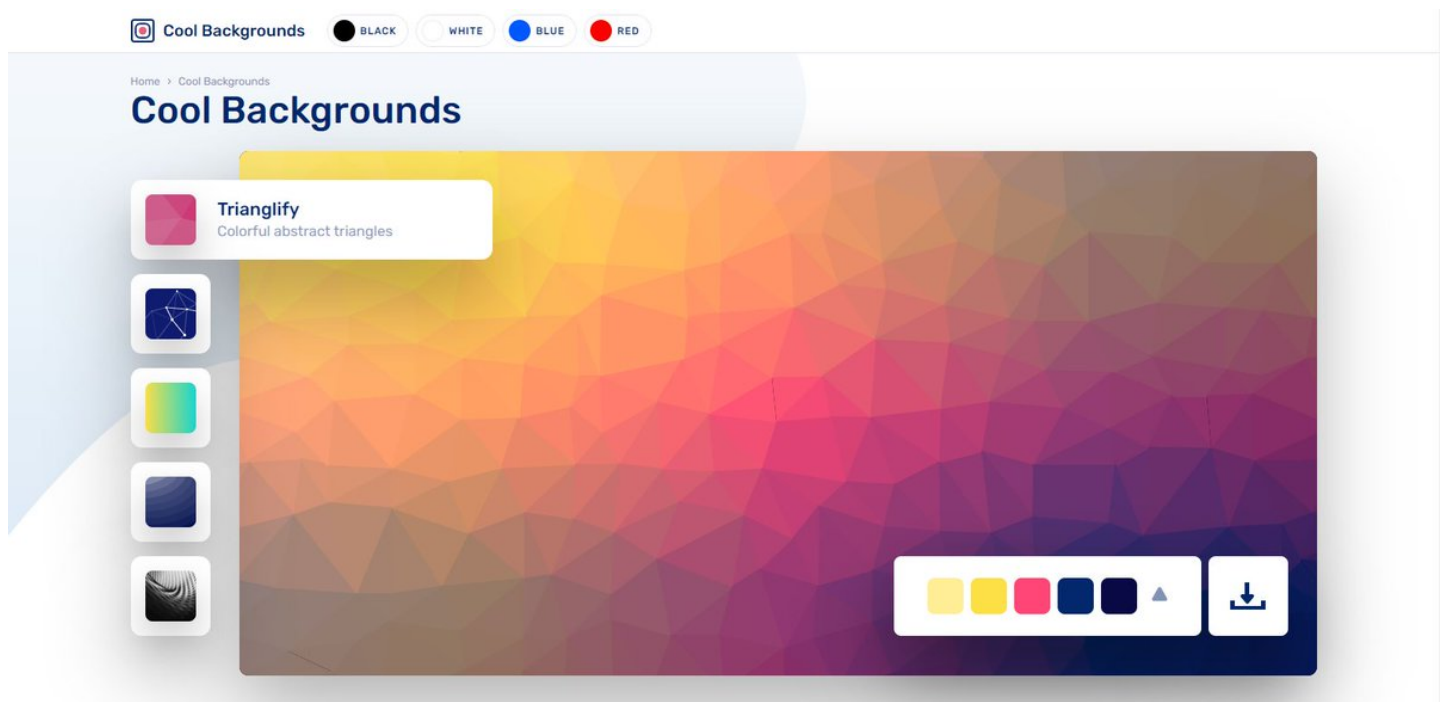 Cool Backgrounds BLACK WHITE BLUE RED
Home › Cool Backgrounds
Cool Backgrounds
Trianglify
Colorful abstract triangles